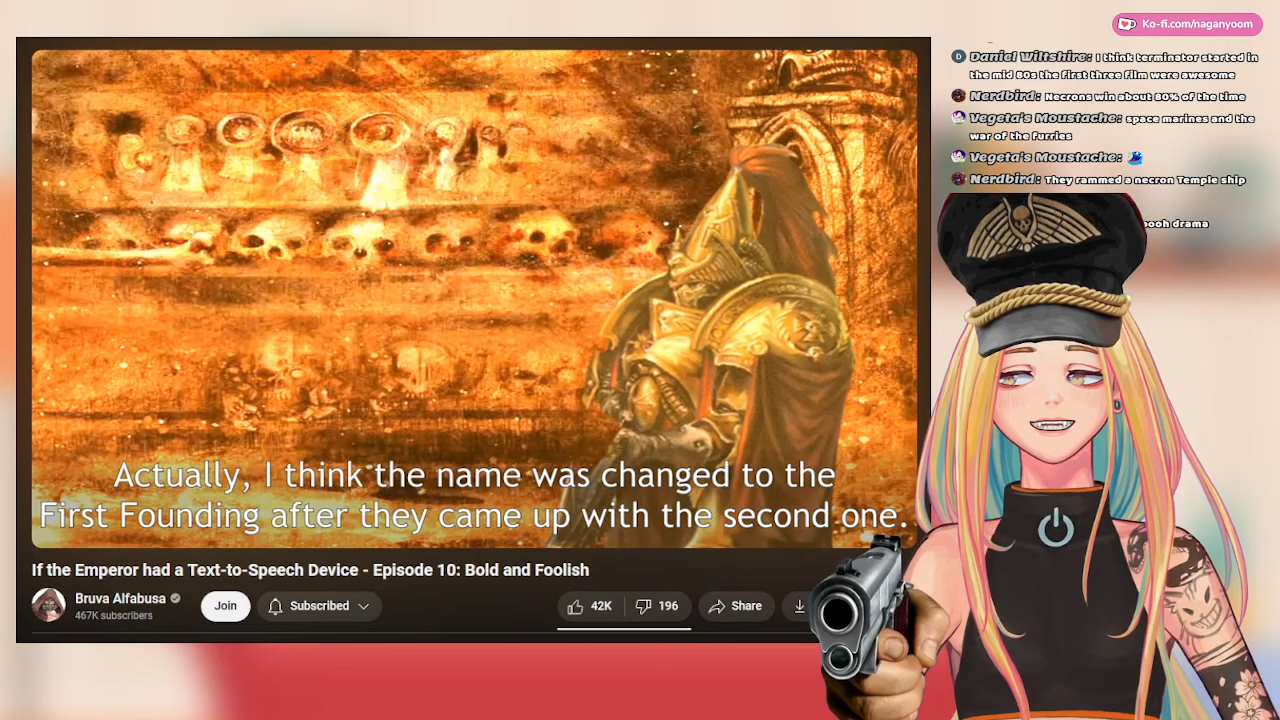 Ko-fi.com/naganyoom
Daniel Wiltshire: I think terminator started in
the mid 80s the first three film were awesome
Nerdbird: Necrons win about 80% of the time
Vegeta's Moustache: space marines and the
war of the furries
Vegeta's Moustache:
Nerdbird: They rammed a necron Temple ship
drama
Actually, I think the name was changed to the
First Founding after they came up with the second one.
If the Emperor had a Text-to-Speech Device - Episode 10: Bold and Foolish
Bruva Alfabusa
467K subscribers
Join
Subscribed
42K
196
Share